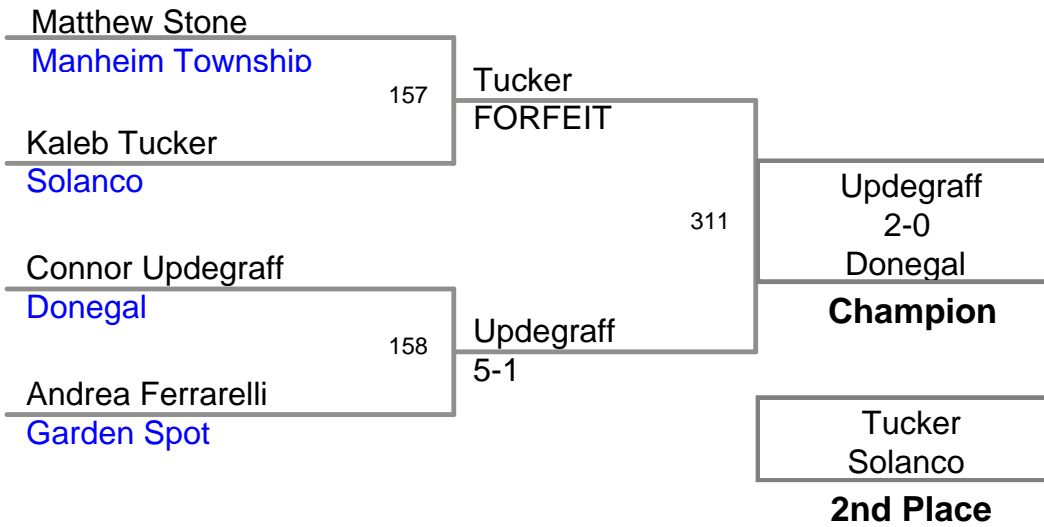 Matthew Stone
Manheim Township
157
Tucker
FORFEIT
Kaleb Tucker
Solanco
311
Updegraff
2-0
Donegal
Champion
Connor Updegraff
Donegal
158
Updegraff
5-1
Andrea Ferrarelli
Garden Spot
Tucker
Solanco
2nd Place